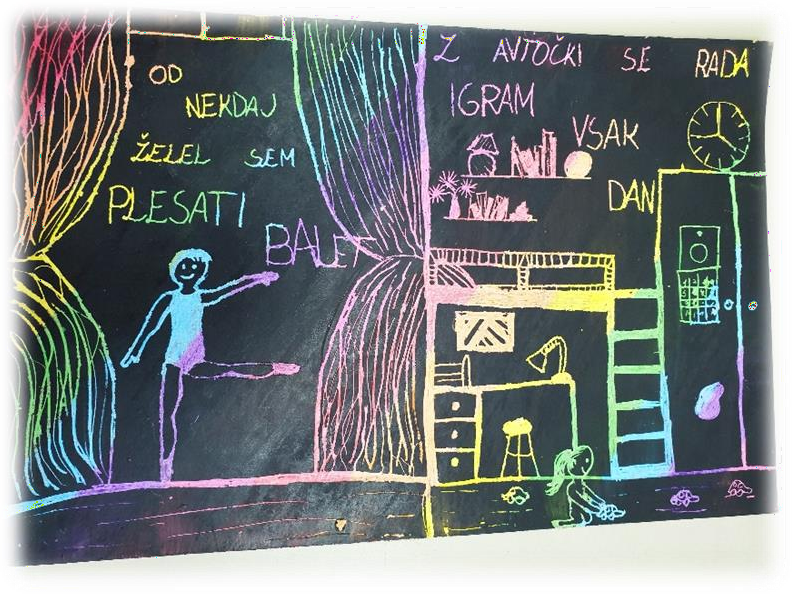 OD
NEKDAJ
ŽELEL SEM
PLESATI
BALET
Z AVTOČKI SE RADA
IGRAM
VSAK
DAN